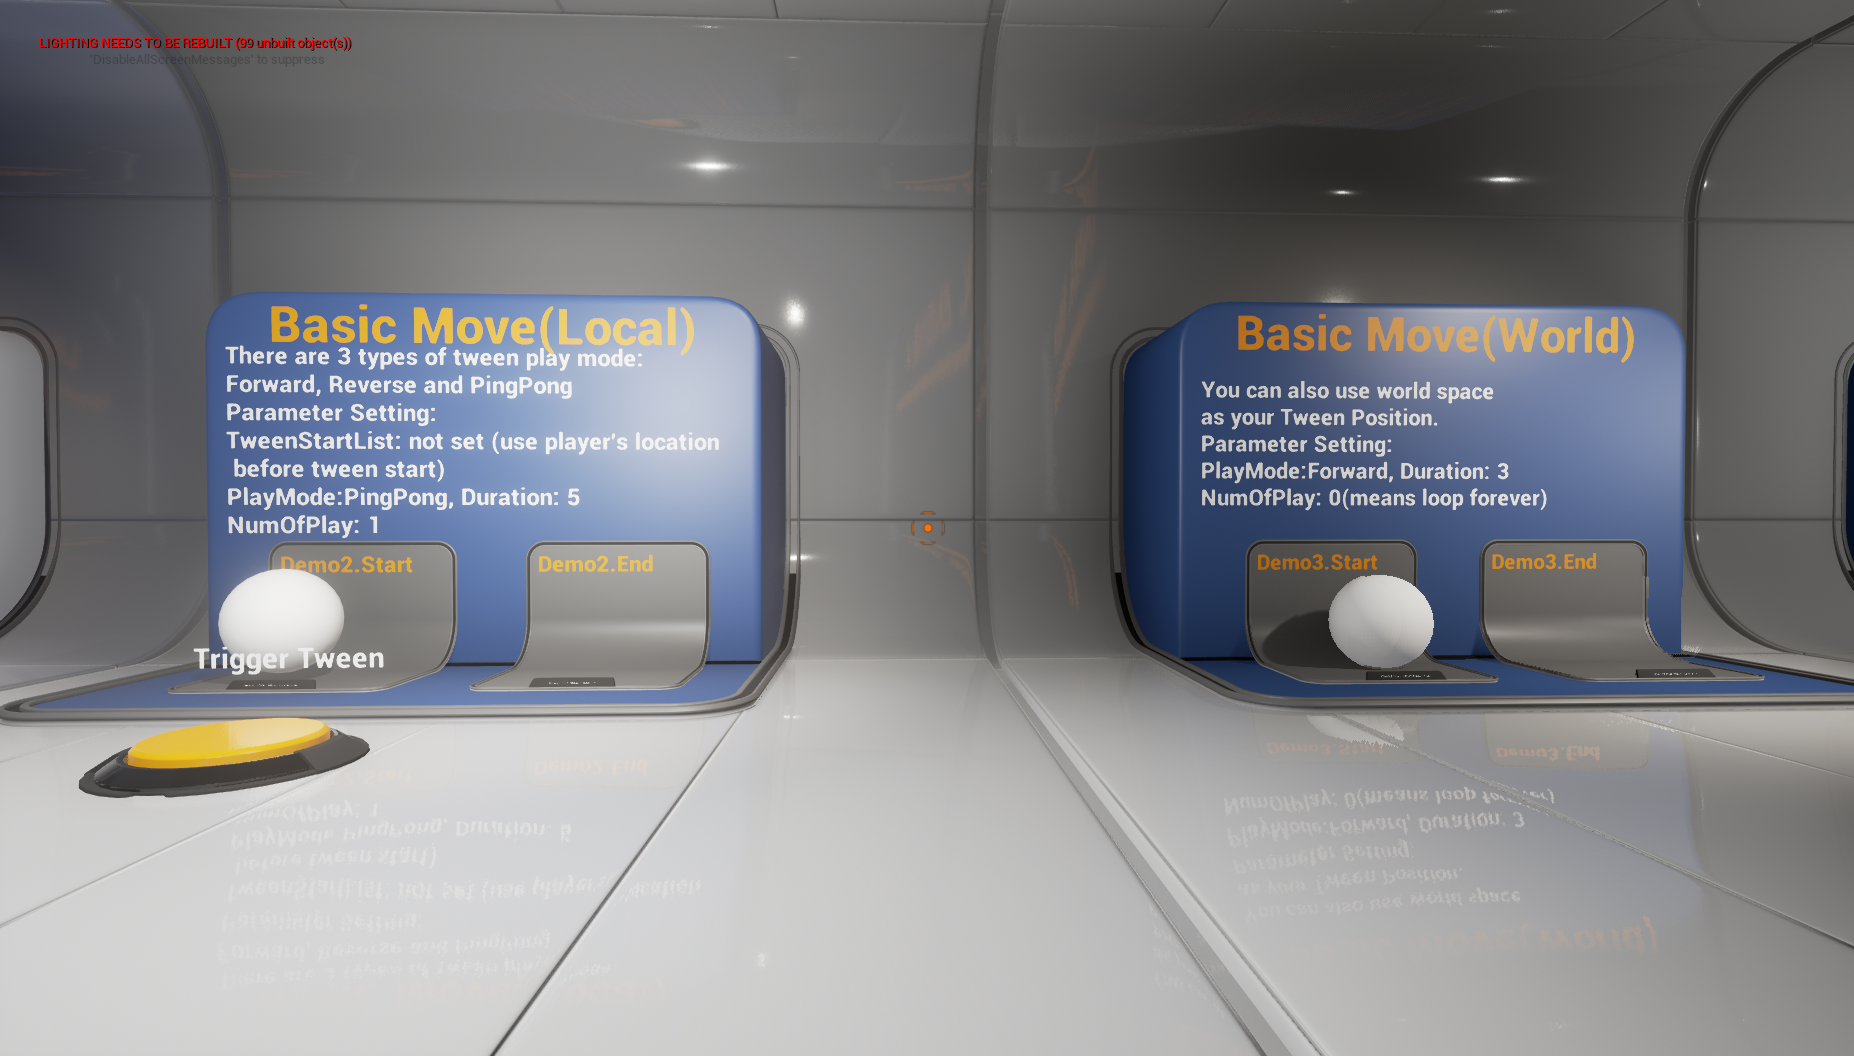 LIGHTING NEEDS TO BE REBUILT (99 unbuilt object(s))
'DisableAllScreenMessages' to suppress
Basic Move(Local)
There are 3 types of tween play mode:
Forward, Reverse and PingPong
Parameter Setting:
TweenStartList: not set (use player's location
before tween start)
PlayMode:PingPong, Duration: 5
NumOfPlay: 1
Demo2.Start
Demo2.End
Trigger Tween
Basic Move(World)
You can also use world space
as your Tween Position.
Parameter Setting:
PlayMode:Forward, Duration: 3
NumOfPlay: 0(means loop forever)
Demo3.Start
Demo3.End